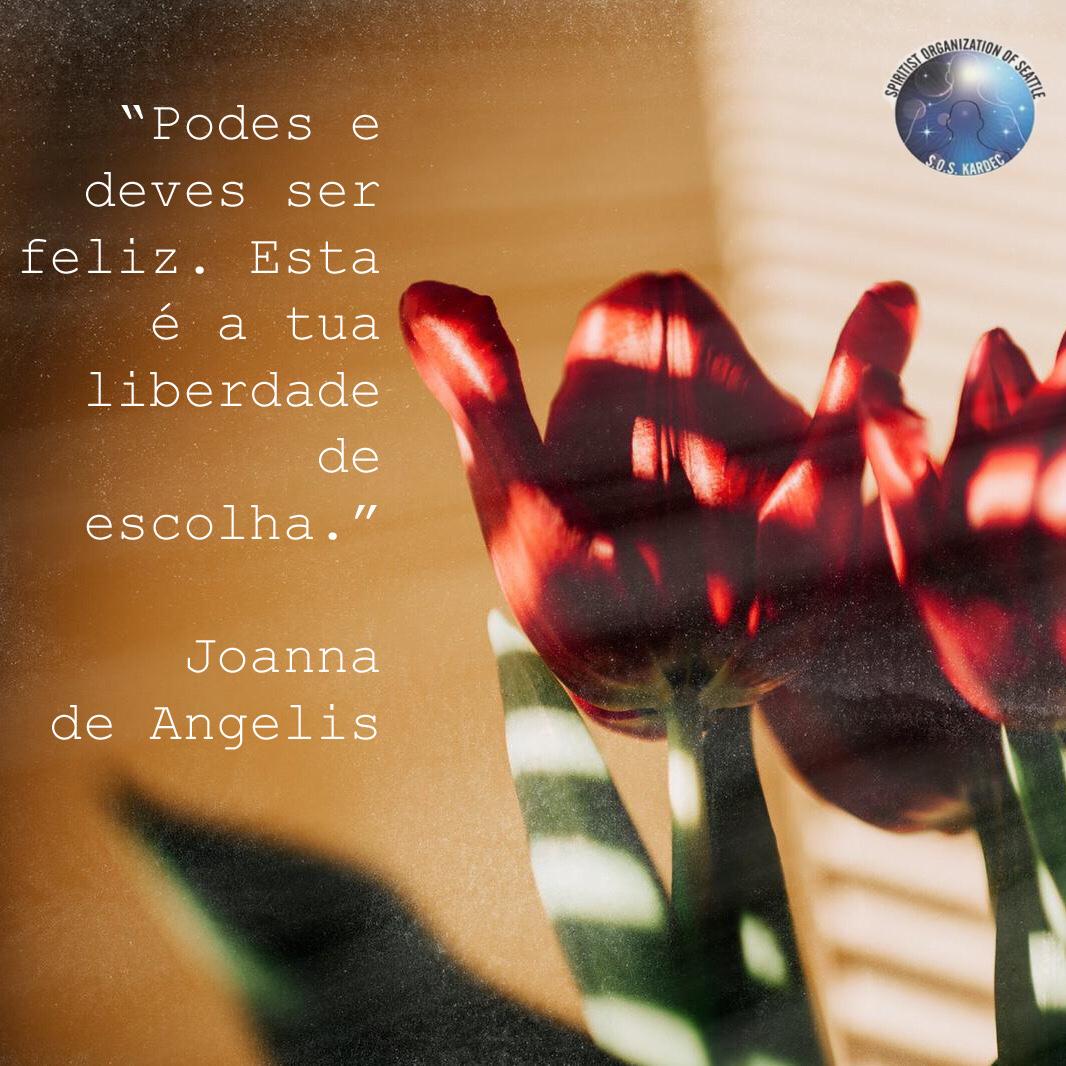 “Podes e
deves ser
feliz. Esta
é a tua
liberdade
de
escolha.”
Joanna
de Angelis
SPIRITIST ORGANIZATION OF SEATTLE
S.O.S. KARDEC